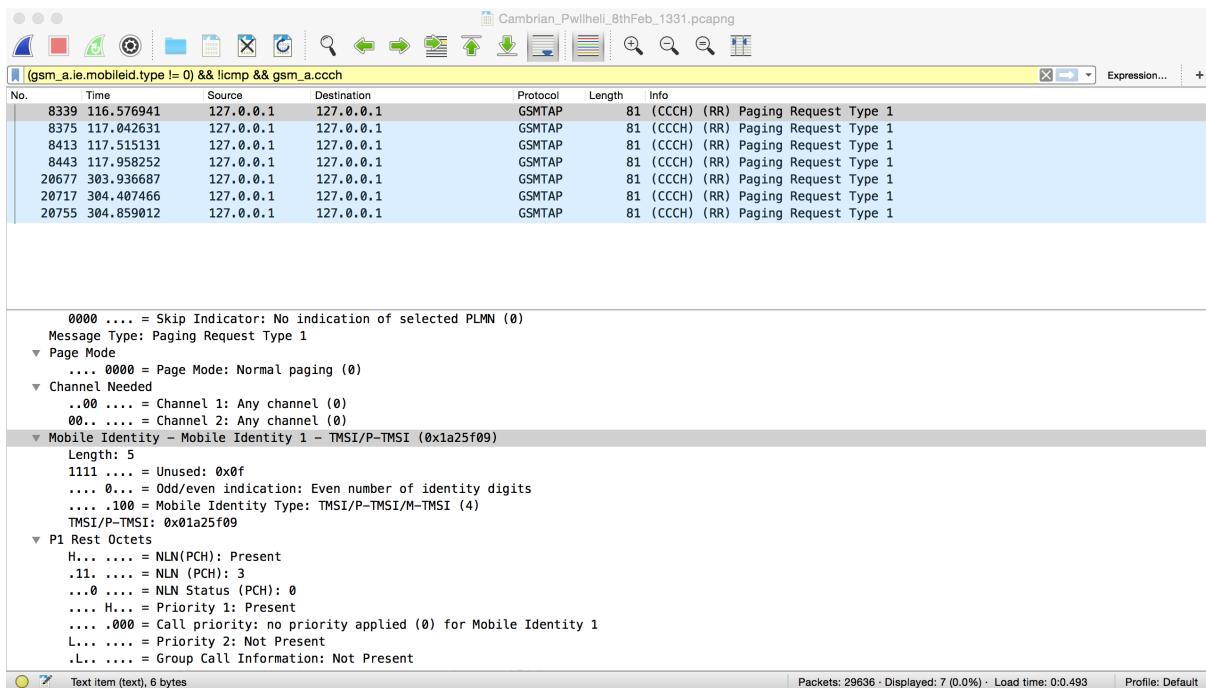 Cambrian_Pwllheli_8thFeb_1331.pcapng
(gsm_a.ie.mobileid.type != 0) && !icmp && gsm_a.ccch Expression... +
No. Time Source Destination Protocol Length Info
8339 116.576941 127.0.0.1 127.0.0.1 GSMTAP 81 (CCCH) (RR) Paging Request Type 1
8375 117.042631 127.0.0.1 127.0.0.1 GSMTAP 81 (CCCH) (RR) Paging Request Type 1
8413 117.515131 127.0.0.1 127.0.0.1 GSMTAP 81 (CCCH) (RR) Paging Request Type 1
8443 117.958252 127.0.0.1 127.0.0.1 GSMTAP 81 (CCCH) (RR) Paging Request Type 1
20677 303.936687 127.0.0.1 127.0.0.1 GSMTAP 81 (CCCH) (RR) Paging Request Type 1
20717 304.407466 127.0.0.1 127.0.0.1 GSMTAP 81 (CCCH) (RR) Paging Request Type 1
20755 304.859012 127.0.0.1 127.0.0.1 GSMTAP 81 (CCCH) (RR) Paging Request Type 1
0000 .... = Skip Indicator: No indication of selected PLMN (0)
Message Type: Paging Request Type 1
Page Mode
.... 0000 = Page Mode: Normal paging (0)
Channel Needed
..00 .... = Channel 1: Any channel (0)
00.. .... = Channel 2: Any channel (0)
Mobile Identity – Mobile Identity 1 – TMSI/P–TMSI (0x1a25f09)
Length: 5
1111 .... = Unused: 0x0f
.... 0... = Odd/even indication: Even number of identity digits
.... .100 = Mobile Identity Type: TMSI/P–TMSI/M–TMSI (4)
TMSI/P–TMSI: 0x01a25f09
P1 Rest Octets
H... .... = NLN(PCH): Present
.11. .... = NLN (PCH): 3
...0 .... = NLN Status (PCH): 0
.... H... = Priority 1: Present
.... .000 = Call priority: no priority applied (0) for Mobile Identity 1
L... .... = Priority 2: Not Present
.L.. .... = Group Call Information: Not Present
Text item (text), 6 bytes Packets: 29636 · Displayed: 7 (0.0%) · Load time: 0:0.493 Profile: Default